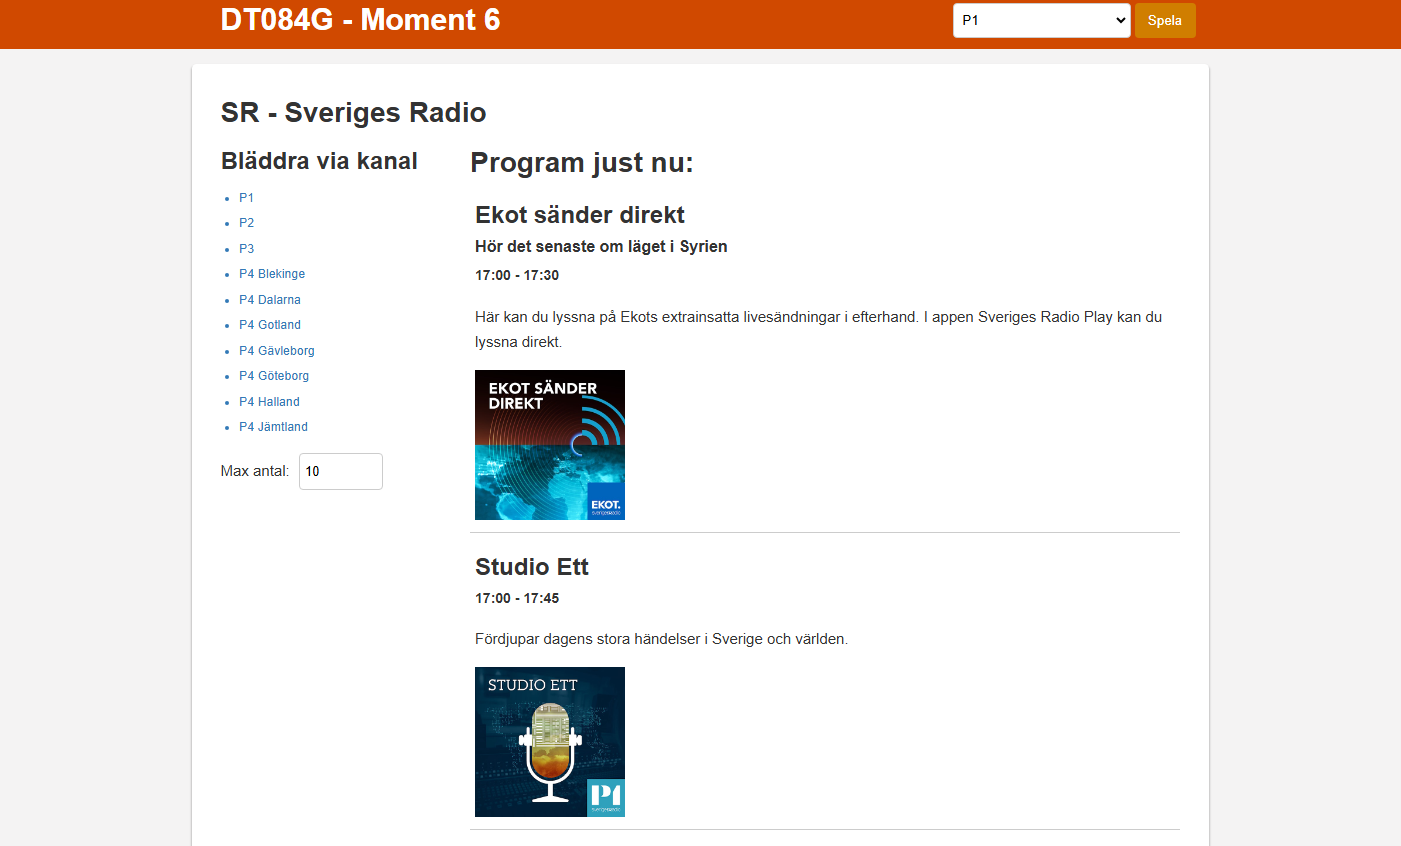 DT084G - Moment 6
P1
Spela
SR - Sveriges Radio
Bläddra via kanal
P1
P2
P3
P4 Blekinge
P4 Dalarna
P4 Gotland
P4 Gävleborg
P4 Göteborg
P4 Halland
P4 Jämtland
Max antal:
10
Program just nu:
Ekot sänder direkt
Hör det senaste om läget i Syrien
17:00 - 17:30
Här kan du lyssna på Ekots extrainsatta livesändningar i efterhand. I appen Sveriges Radio Play kan du
lyssna direkt.
EKOT SÄNDER
DIREKT
EKOT.
sverigesradio
Studio Ett
17:00 - 17:45
Fördjupar dagens stora händelser i Sverige och världen.
STUDIO ETT
P1
sverigesradio